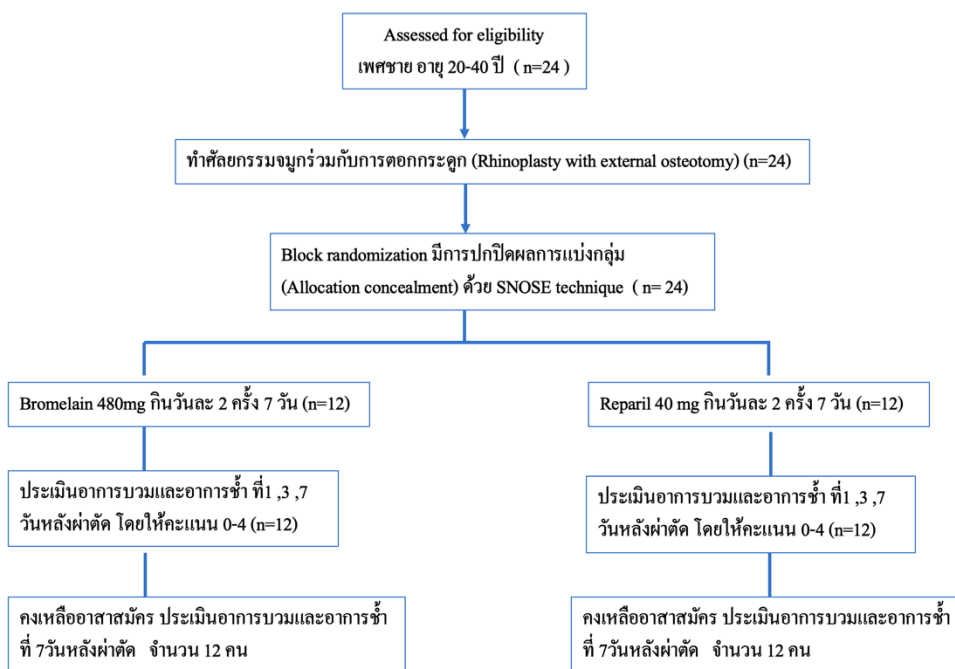 Assessed for eligibility
เพศชาย อายุ 20-40 ปี ( n=24 )
ทำศัลยกรรมจมูกร่วมกับการตอกกระดูก (Rhinoplasty with external osteotomy) (n=24)
Block randomization มีการปกปิดผลการแบ่งกลุ่ม
(Allocation concealment) ด้วย SNOSE technique ( n= 24)
Bromelain 480mg กินวันละ 2 ครั้ง 7 วัน (n=12)
Reparil 40 mg กินวันละ 2 ครั้ง 7 วัน (n=12)
ประเมินอาการบวมและอาการช้ำ ที่1 ,3 ,7
วันหลังผ่าตัด โดยให้คะแนน 0-4 (n=12)
ประเมินอาการบวมและอาการช้ำ ที่1 ,3 ,7
วันหลังผ่าตัด โดยให้คะแนน 0-4 (n=12)
คงเหลืออาสาสมัคร ประเมินอาการบวมและอาการช้ำ
ที่ 7วันหลังผ่าตัด จำนวน 12 คน
คงเหลืออาสาสมัคร ประเมินอาการบวมและอาการช้ำ
ที่ 7วันหลังผ่าตัด จำนวน 12 คน